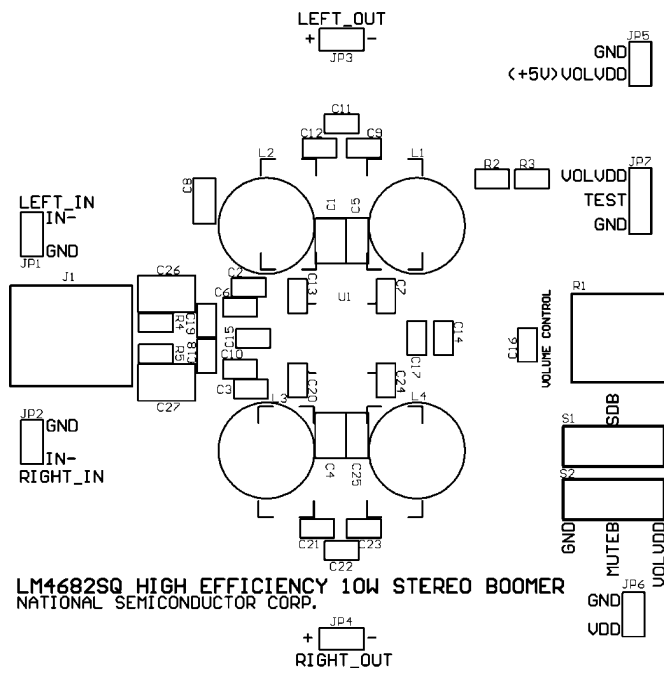 LEFT_OUT
+ -
JP3
JP5
GND
(+5V)VOLVDD
C11
C12 C9
L2 L1
R2 R3
JP7
VOLVDD
TEST
GND
C8
C1 C5
LEFT_IN
IN-
GND
JP1
J1
C26
C2
C6
C13
U1
C7
R1
R4
C19
C15
C14
C17
C16
VOLUME CONTROL
R5
C18
C10
C3
C20
C24
C27
L3 L4
JP2
GND
IN-
RIGHT_IN
SDB
S1
S2
C4 C25
C21 C23
C22
GND
MUTEB
VOLVDD
LM4682SQ HIGH EFFICIENCY 10W STEREO BOOMER
NATIONAL SEMICONDUCTOR CORP.
JP6
GND
VDD
JP4
+ -
RIGHT_OUT